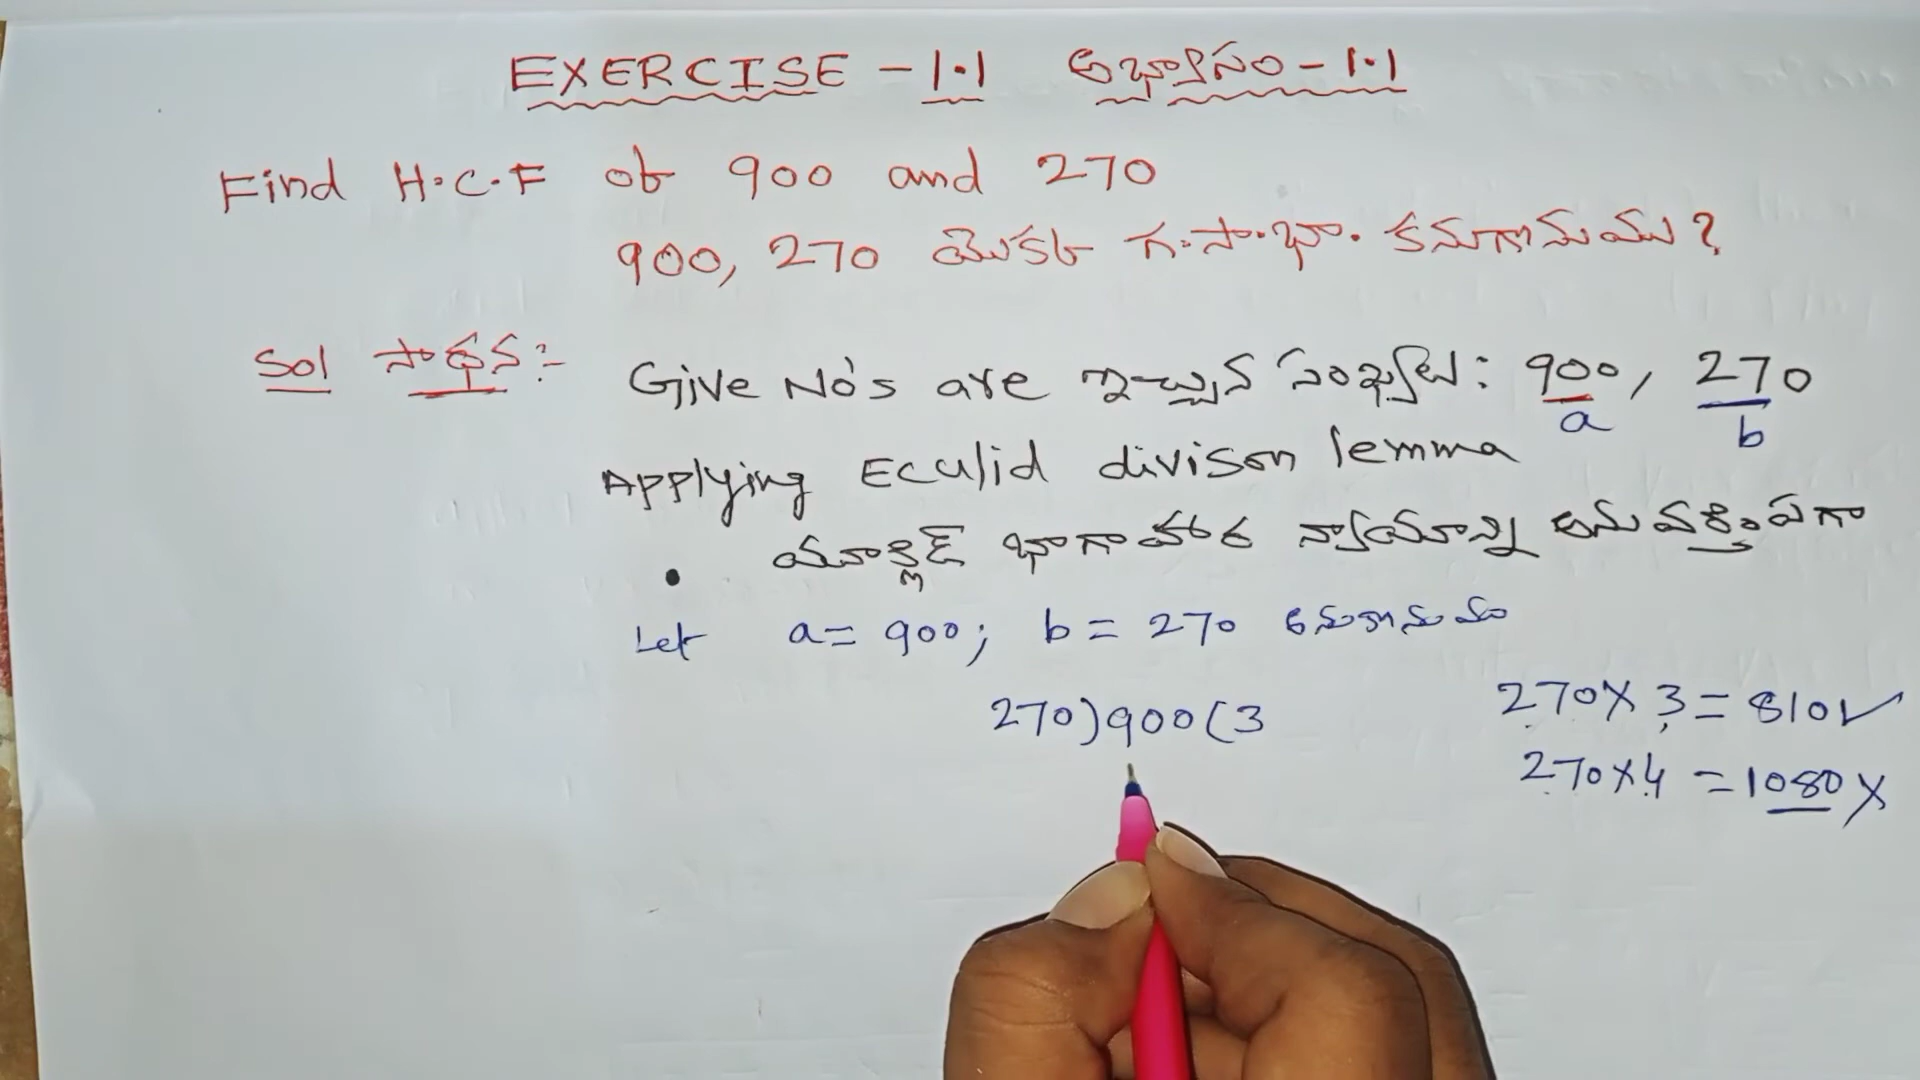 EXERCISE - 1.1 అభ్యాసం - 1.1
Find H.C.F of 900 and 270
900, 270 యొక్క గ.సా.భా. కనుగొనుము?
Sol సాధన:-
Give No's are ఇచ్చిన సంఖ్యలు: 900, 270
a b
Applying Eculid divison lemma
యూక్లిడ్ భాగాహార న్యాయాన్ని అనువర్తింపగా
Let a = 900; b = 270 అనుకొనుము
270)900(3
270 X 3 = 810✓
270 X 4 = 1080 X